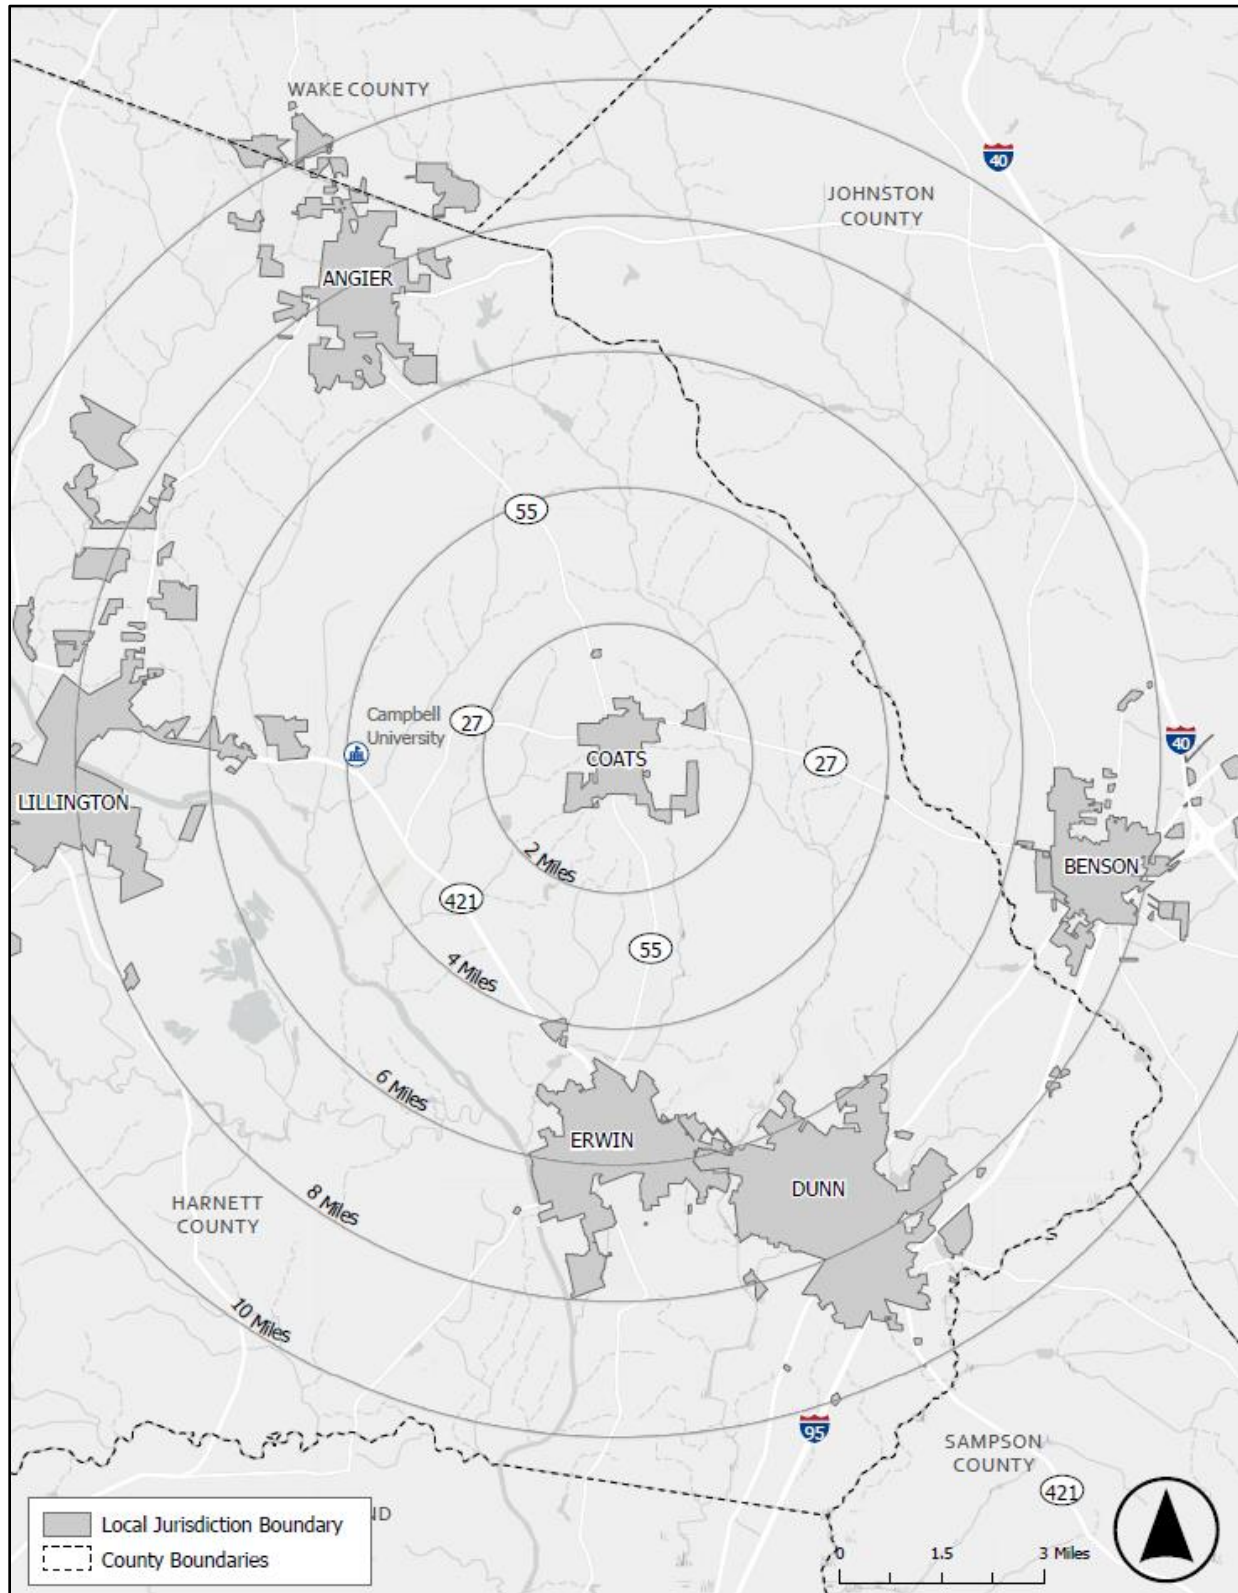 WAKE COUNTY
40
JOHNSTON
COUNTY
ANGIER
55
Campbell
University
27
COATS
27
40
LILLINGTON
2 Miles
BENSON
421
55
4 Miles
6 Miles
ERWIN
DUNN
HARNETT
COUNTY
8 Miles
10 Miles
95
SAMPSON
COUNTY
421
ND
Local Jurisdiction Boundary
County Boundaries
0 1.5 3 Miles